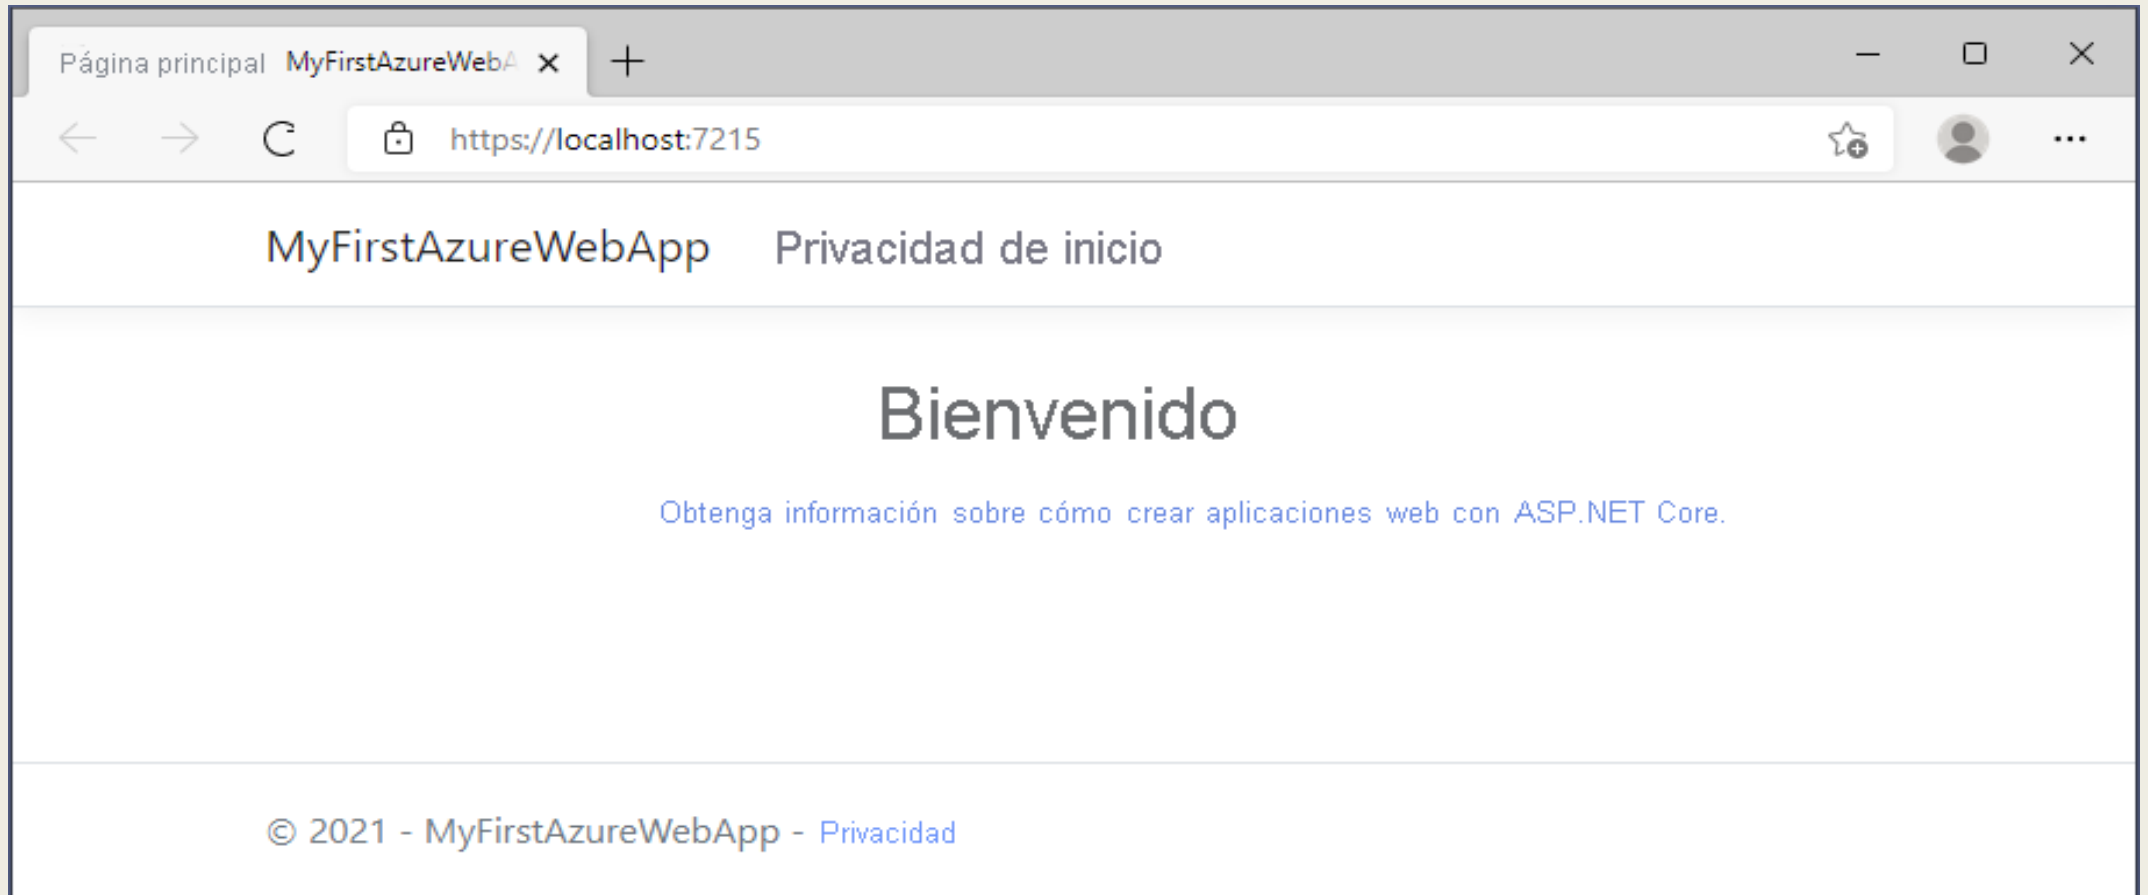 Página principal MyFirstAzureWebA
https://localhost:7215
MyFirstAzureWebApp Privacidad de inicio
Bienvenido
Obtenga información sobre cómo crear aplicaciones web con ASP.NET Core.
© 2021 - MyFirstAzureWebApp - Privacidad